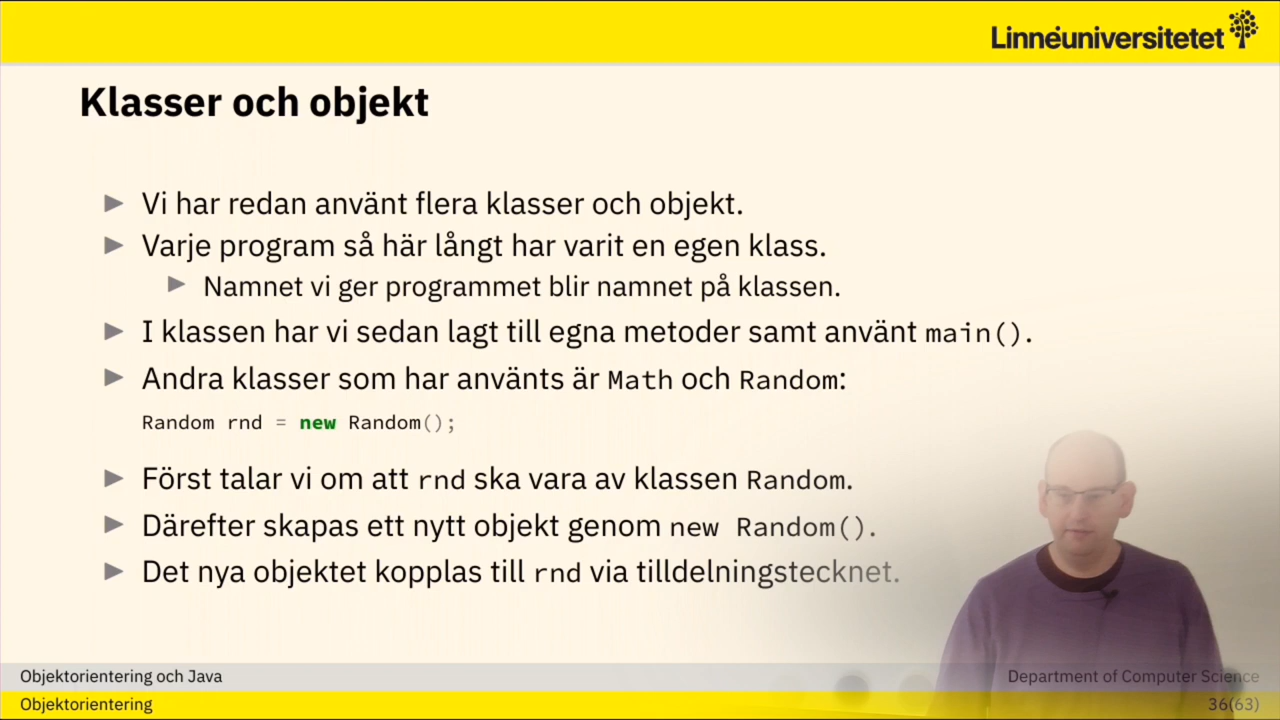 Linnéuniversitetet
Klasser och objekt
Vi har redan använt flera klasser och objekt.
Varje program så här långt har varit en egen klass.
Namnet vi ger programmet blir namnet på klassen.
I klassen har vi sedan lagt till egna metoder samt använt main().
Andra klasser som har använts är Math och Random:
Random rnd = new Random();
Först talar vi om att rnd ska vara av klassen Random.
Därefter skapas ett nytt objekt genom new Random().
Det nya objektet kopplas till rnd via tilldelningstecknet.
Objektorientering och Java
Department of Computer Science
Objektorientering
36(63)